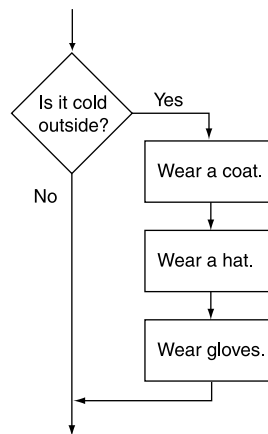 Is it cold
outside?
Yes
Wear a coat.
No
Wear a hat.
Wear gloves.